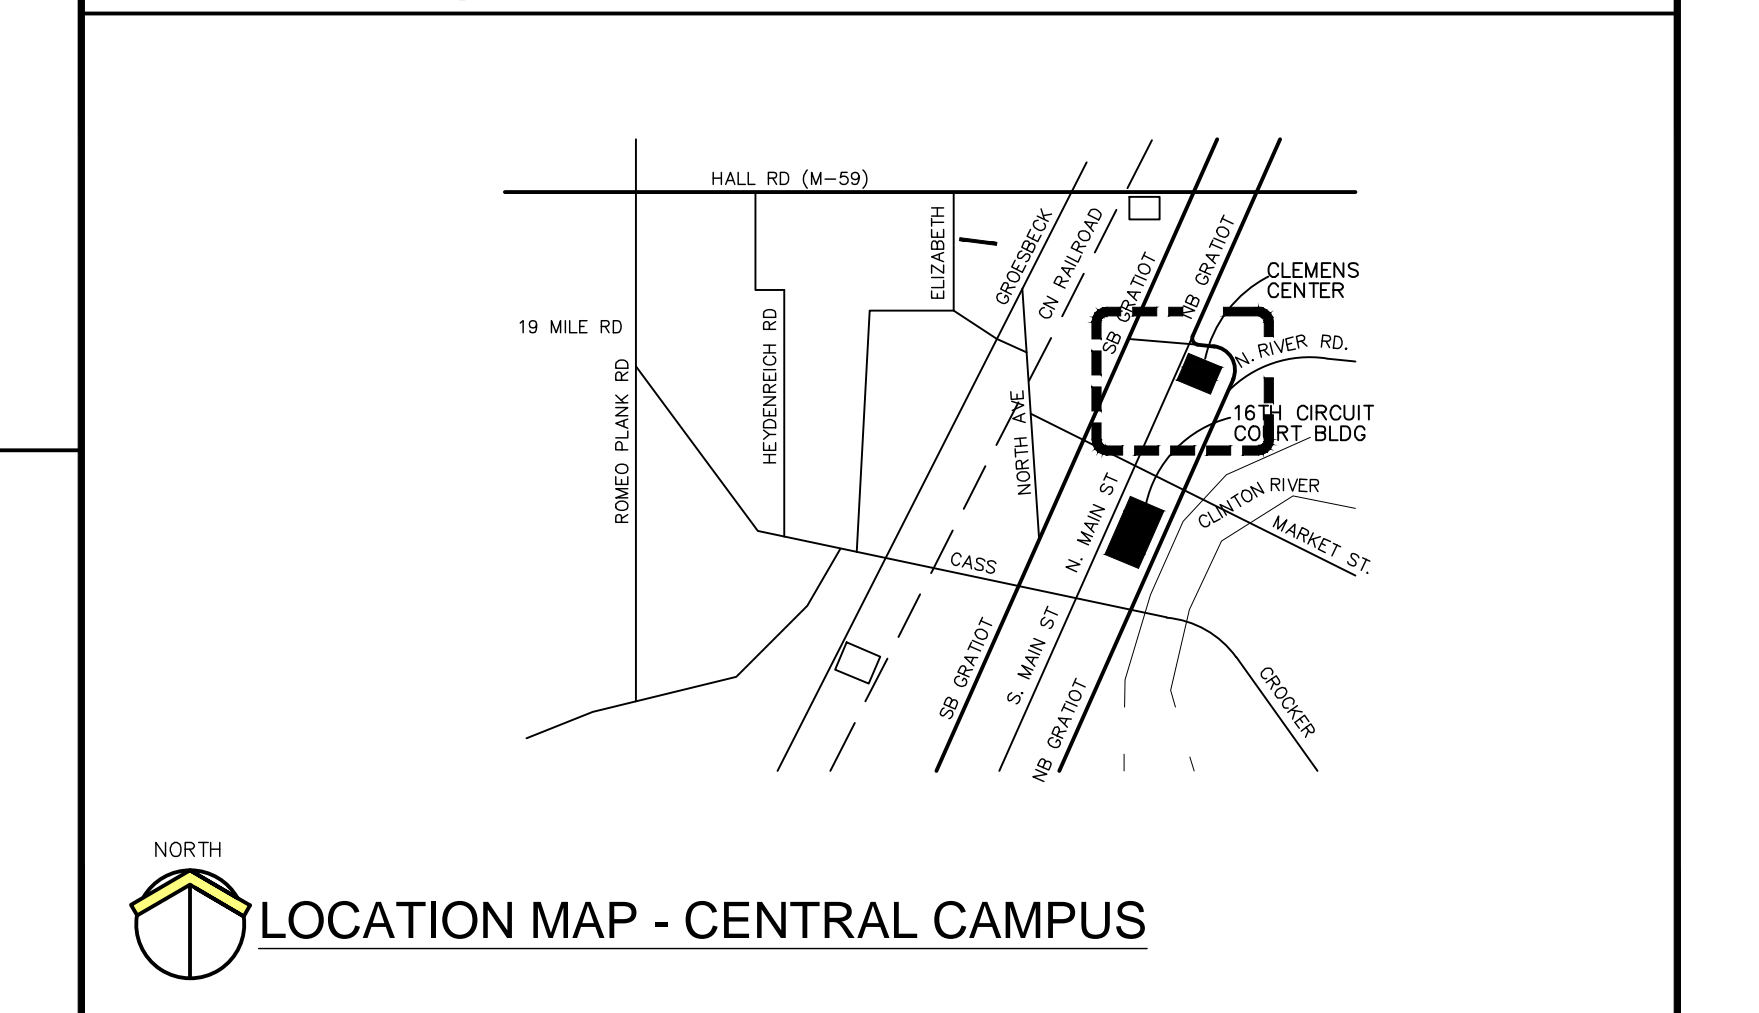 HALL RD (M-59)
ELIZABETH
GROESBECK
CN RAILROAD
SB GRATIOT
NB GRATIOT
CLEMENS
CENTER
19 MILE RD
ROMEO PLANK RD
HEYDENREICH RD
N. RIVER RD.
NORTH AVE
16TH CIRCUIT
COURT BLDG
N. MAIN ST
CLINTON RIVER
MARKET ST.
CASS
SB GRATIOT
S. MAIN ST
NB GRATIOT
CROCKER
NORTH
LOCATION MAP - CENTRAL CAMPUS